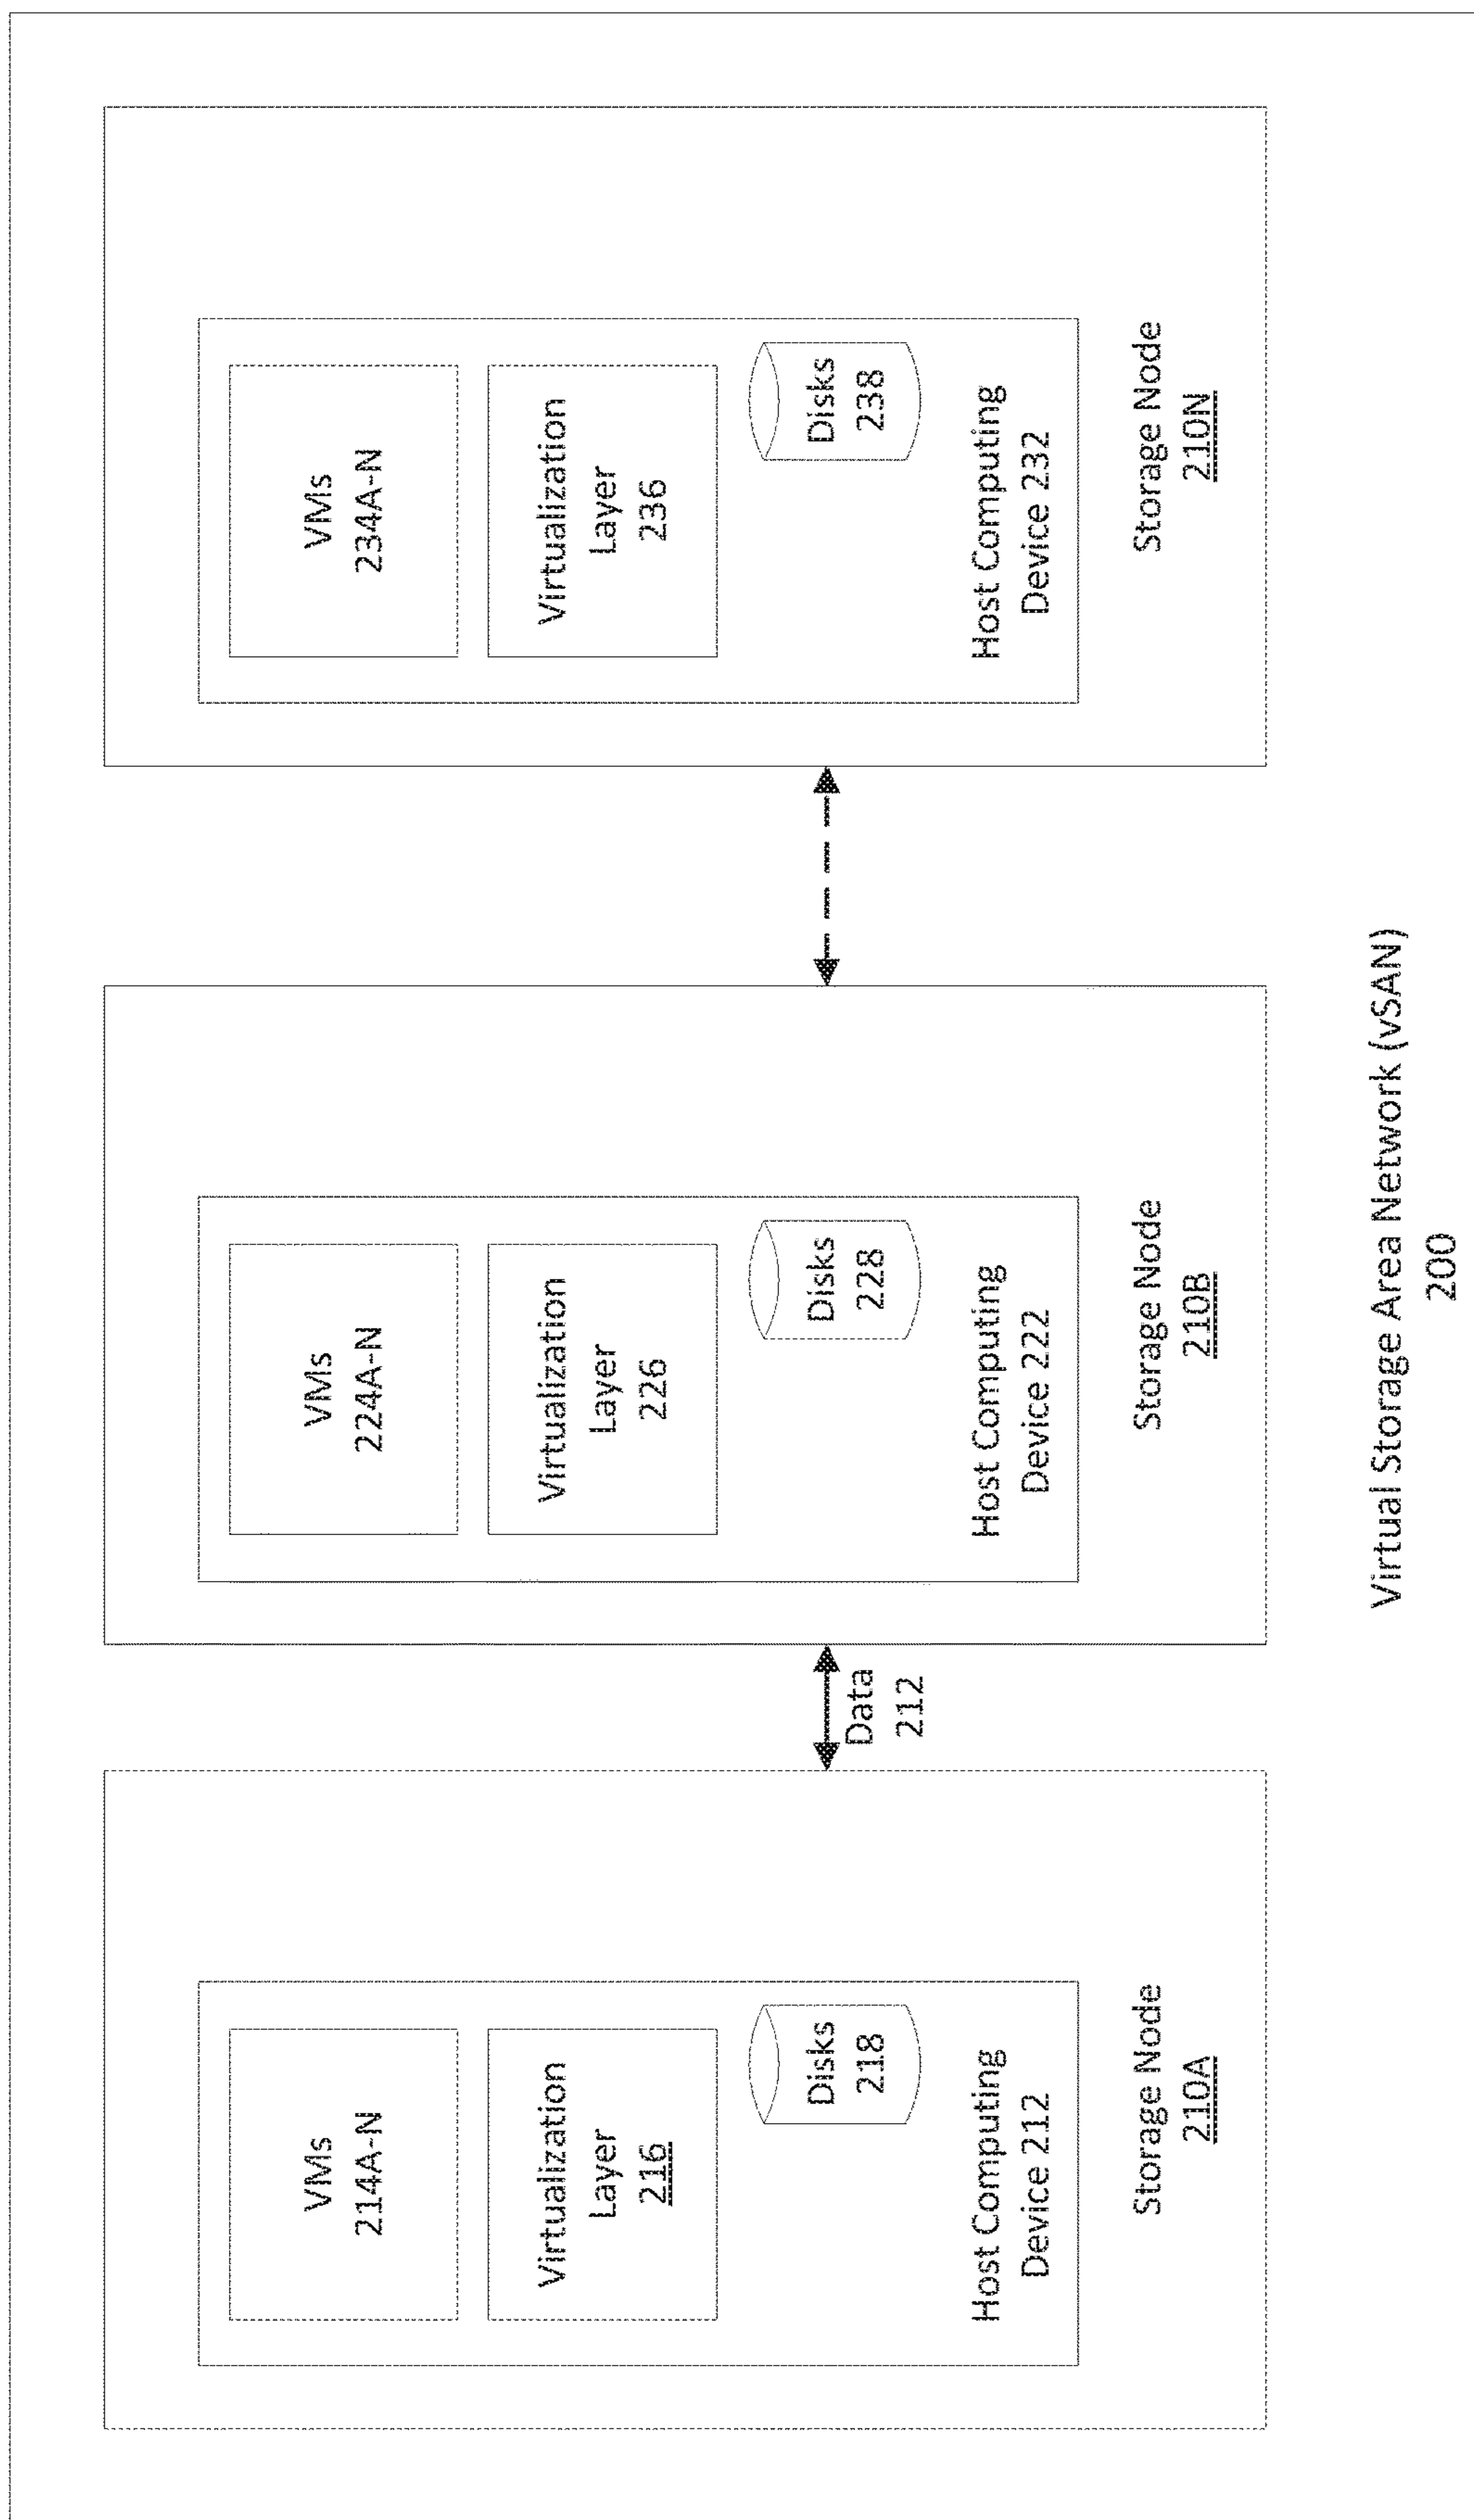 VMs
214A-N
Virtualization
Layer
216
Disks
218
Host Computing
Device 212
Storage Node
210A
Data
212
VMs
224A-N
Virtualization
Layer
226
Disks
228
Host Computing
Device 222
Storage Node
210B
VMs
234A-N
Virtualization
Layer
236
Disks
238
Host Computing
Device 232
Storage Node
210N
Virtual Storage Area Network (vSAN)
200